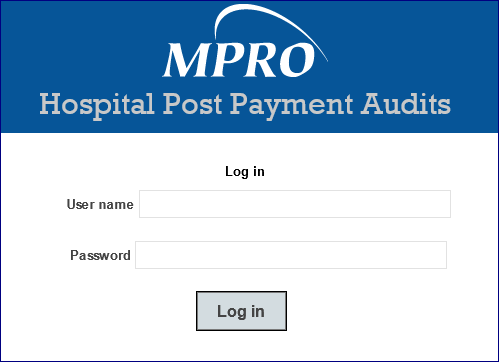 MPRO
Hospital Post Payment Audits
Log in
User name
Password
Log in